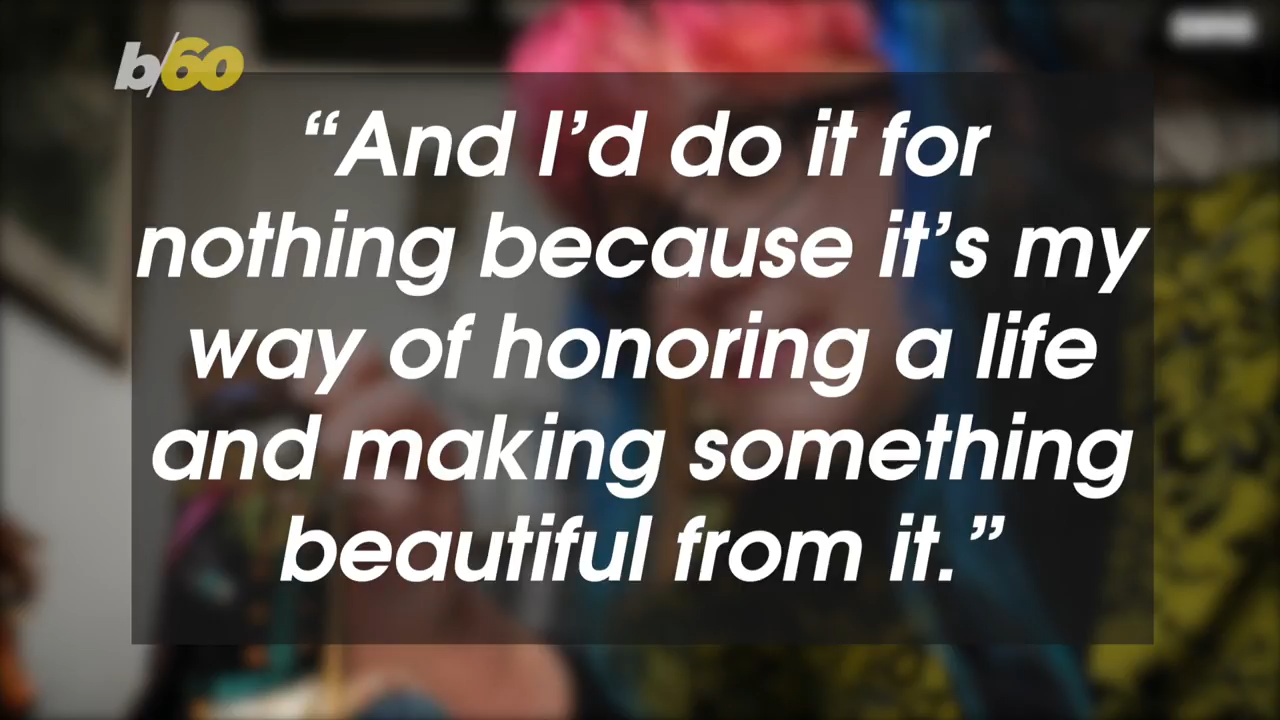 b/60
“And I’d do it for
nothing because it’s my
way of honoring a life
and making something
beautiful from it.”